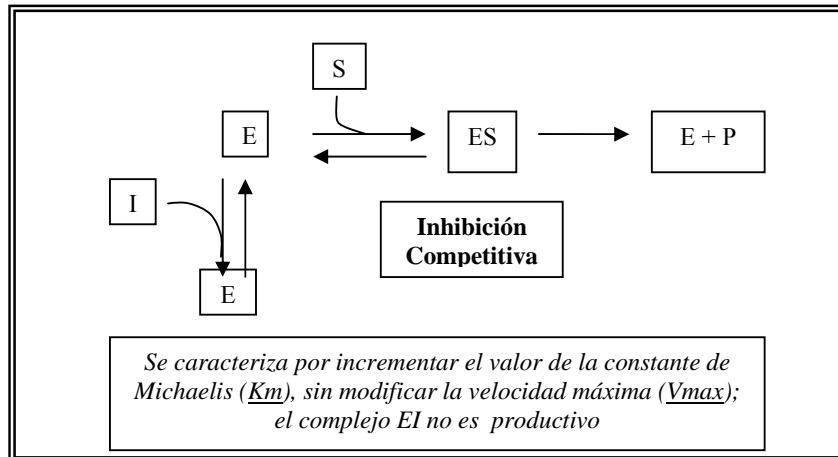 S
E
ES
E + P
I
Inhibición
Competitiva
E
Se caracteriza por incrementar el valor de la constante de
Michaelis (Km), sin modificar la velocidad máxima (Vmax);
el complejo EI no es productivo